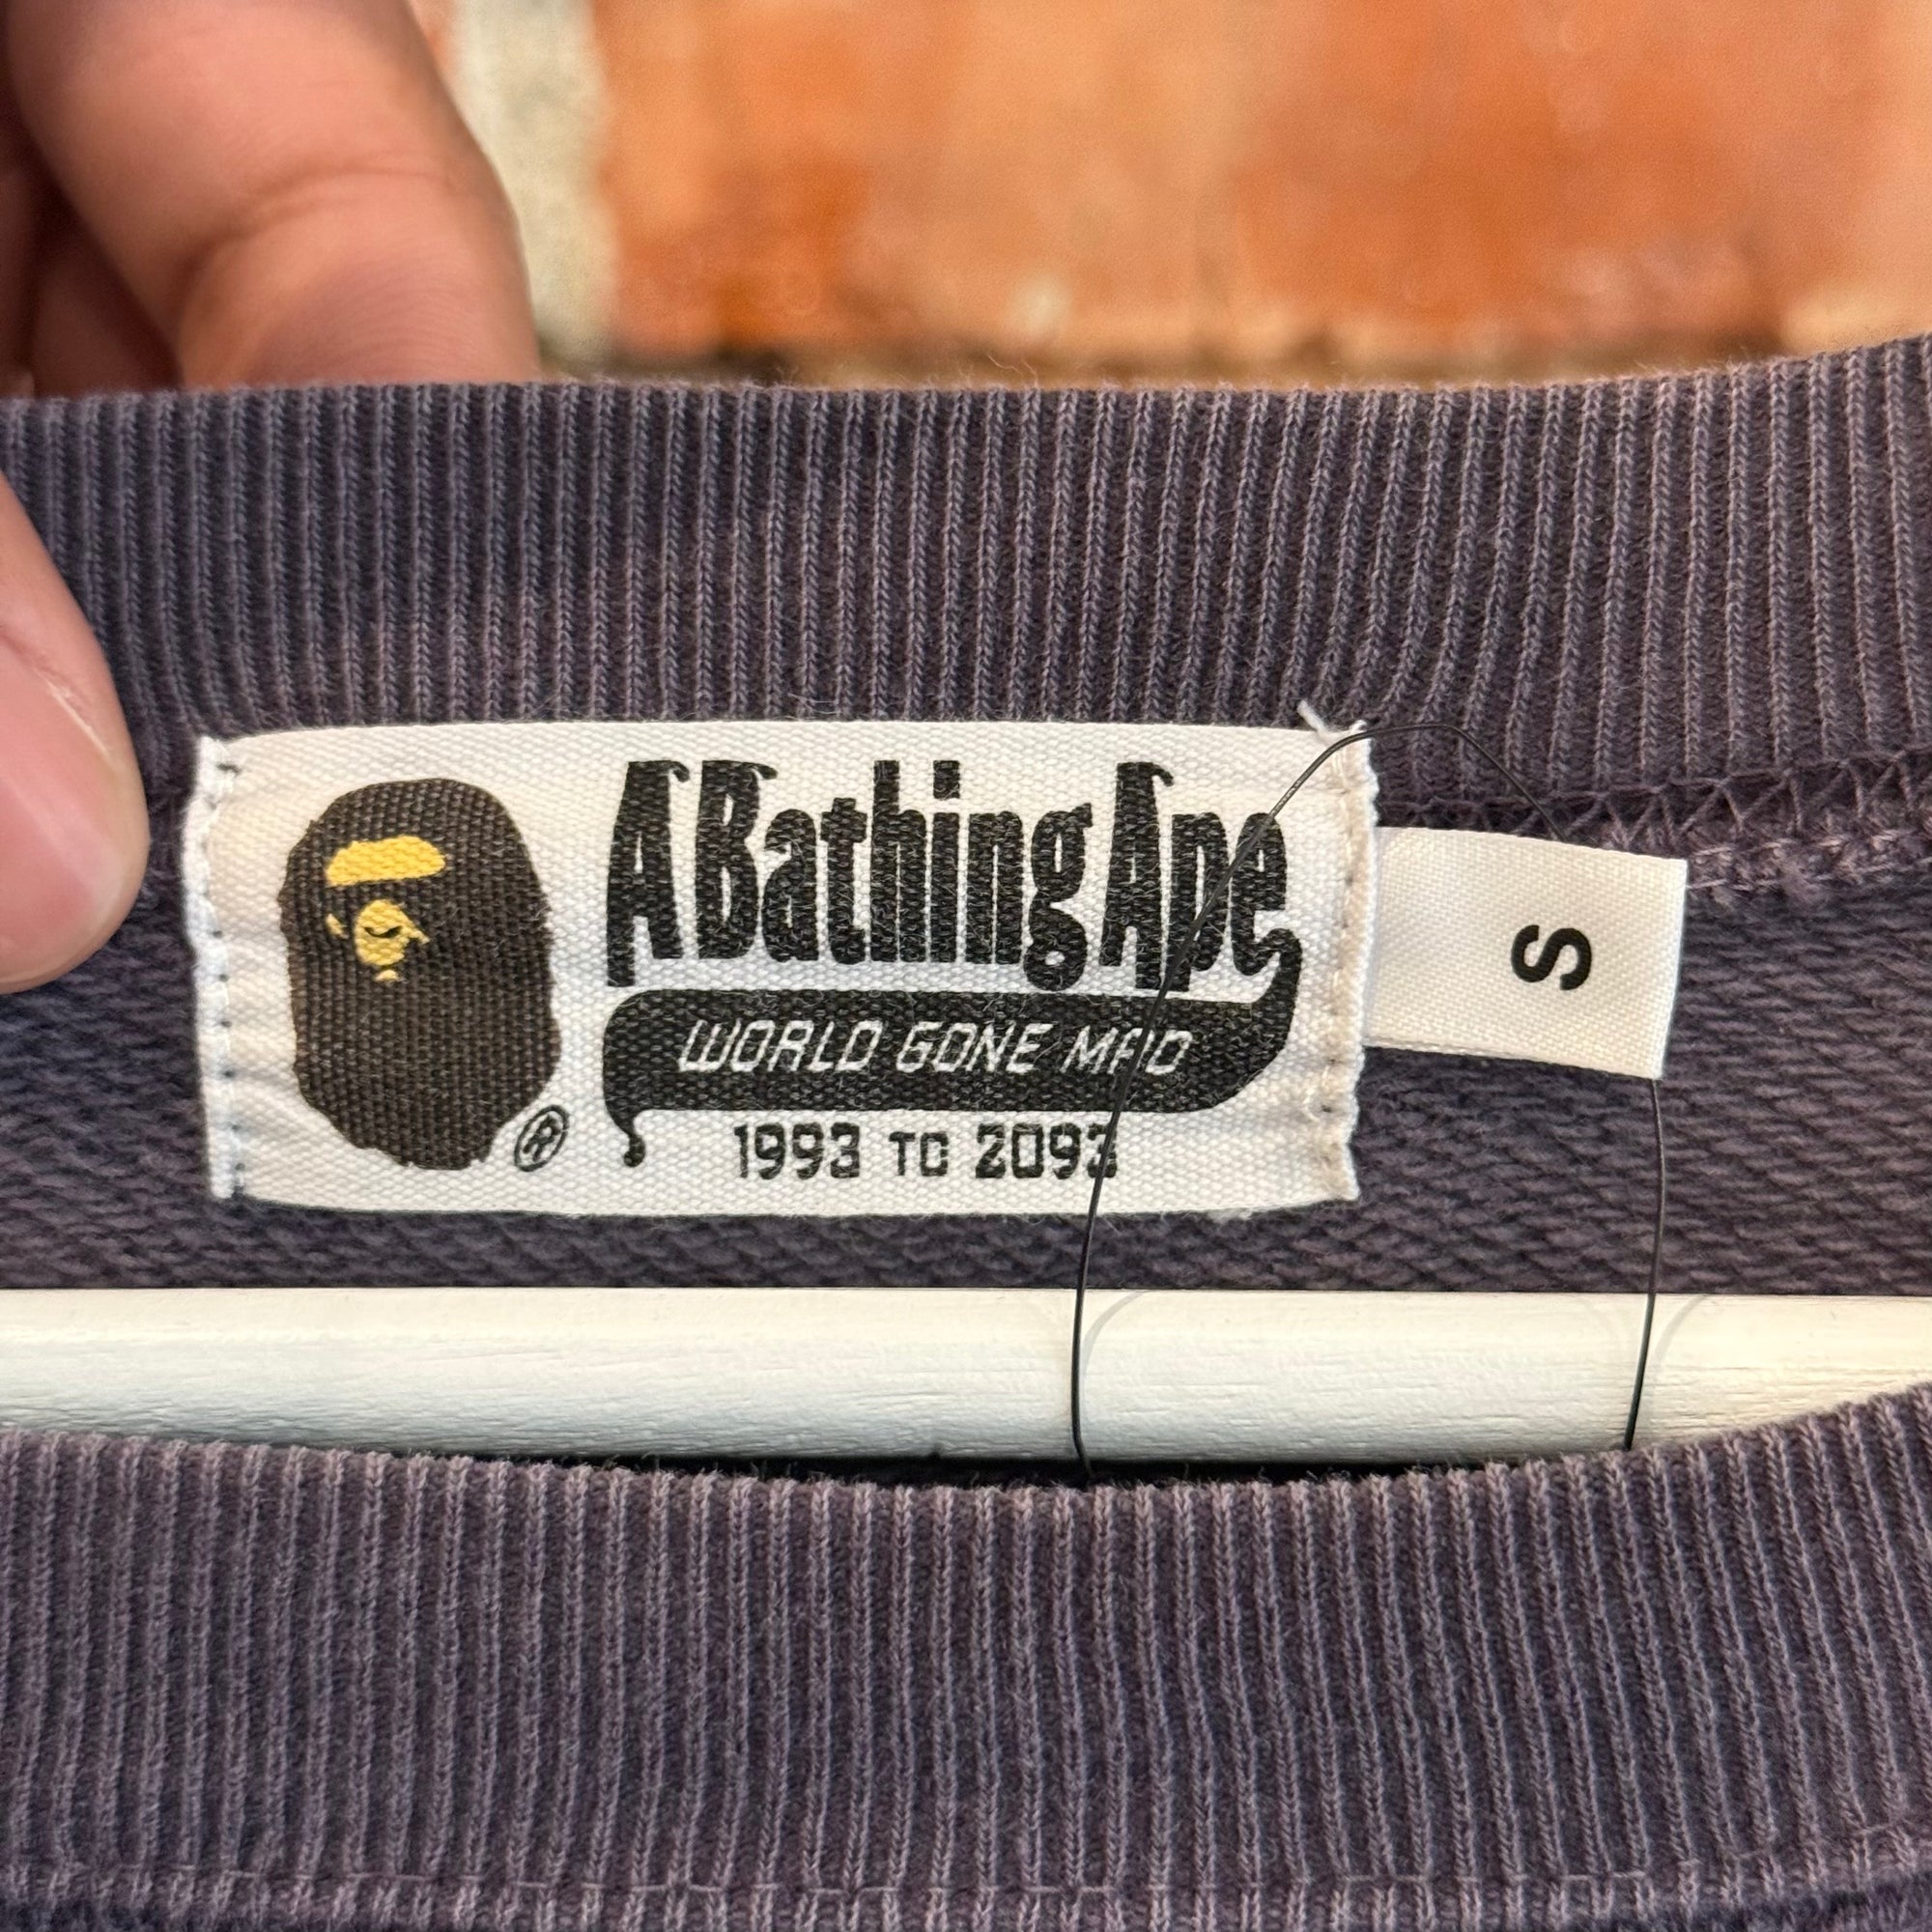 A Bathing Ape
WORLD GONE MAD
1993 TO 2093
®
S